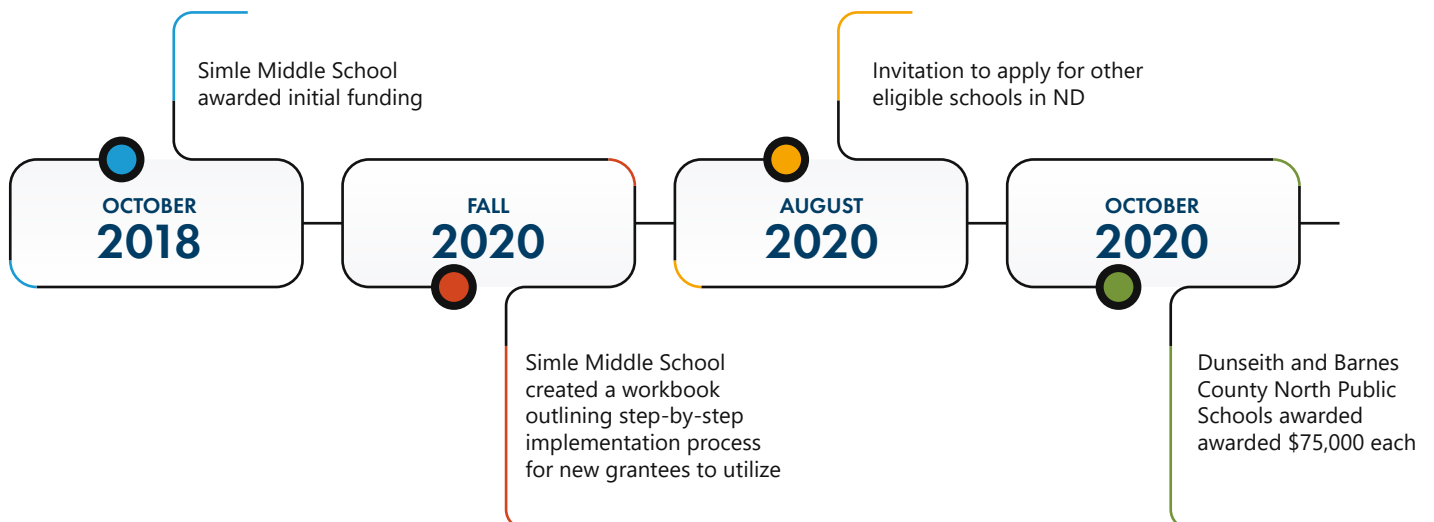 Simle Middle School
awarded initial funding
OCTOBER
2018
FALL
2020
Simle Middle School
created a workbook
outlining step-by-step
implementation process
for new grantees to utilize
Invitation to apply for other
eligible schools in ND
AUGUST
2020
OCTOBER
2020
Dunseith and Barnes
County North Public
Schools awarded
awarded $75,000 each